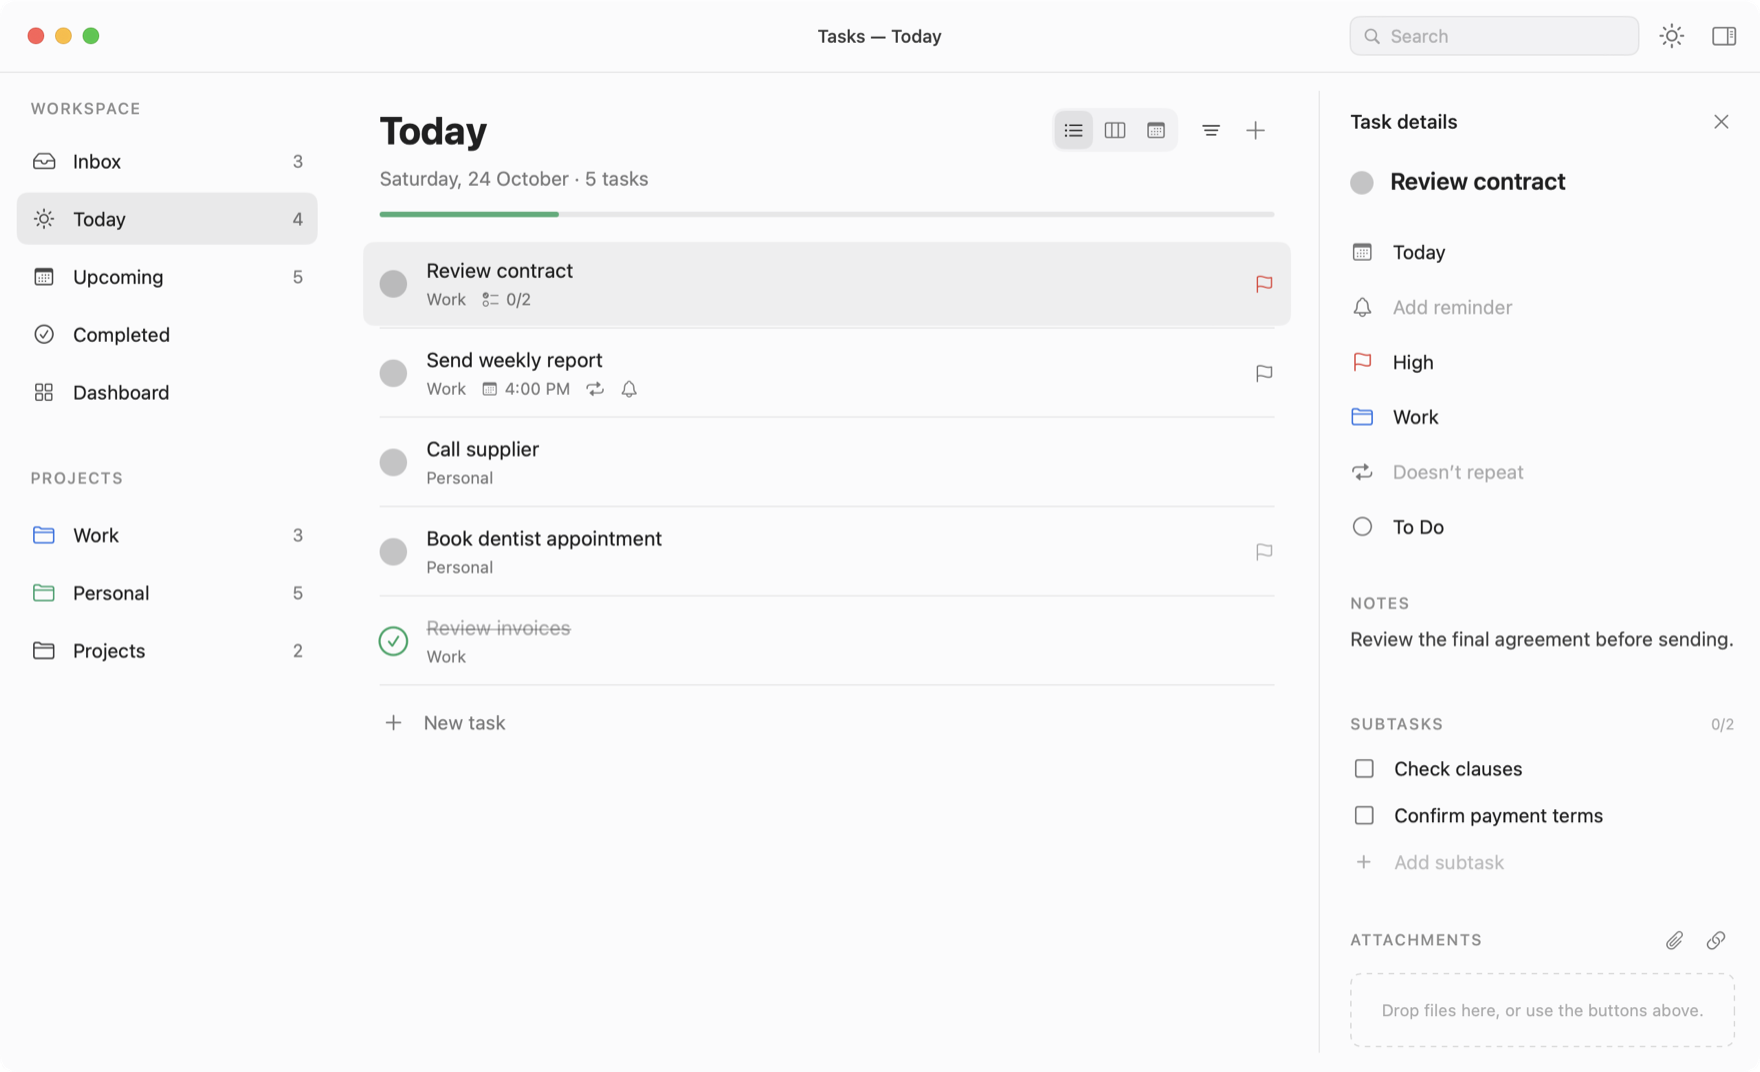 Tasks — Today
Search
WORKSPACE
Inbox 3
Today 4
Upcoming 5
Completed
Dashboard
PROJECTS
Work 3
Personal 5
Projects 2
Today
Saturday, 24 October · 5 tasks
Review contract
Work 0/2
Send weekly report
Work 4:00 PM
Call supplier
Personal
Book dentist appointment
Personal
Review invoices
Work
New task
Task details
Review contract
Today
Add reminder
High
Work
Doesn’t repeat
To Do
NOTES
Review the final agreement before sending.
SUBTASKS 0/2
Check clauses
Confirm payment terms
Add subtask
ATTACHMENTS
Drop files here, or use the buttons above.